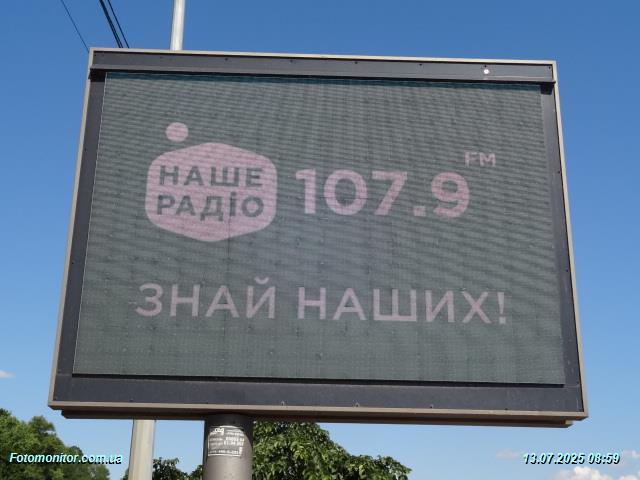 НАШЕ
РАДІО
107.9 FM
ЗНАЙ НАШИХ!
Fotomonitor.com.ua
13.07.2025 08:59